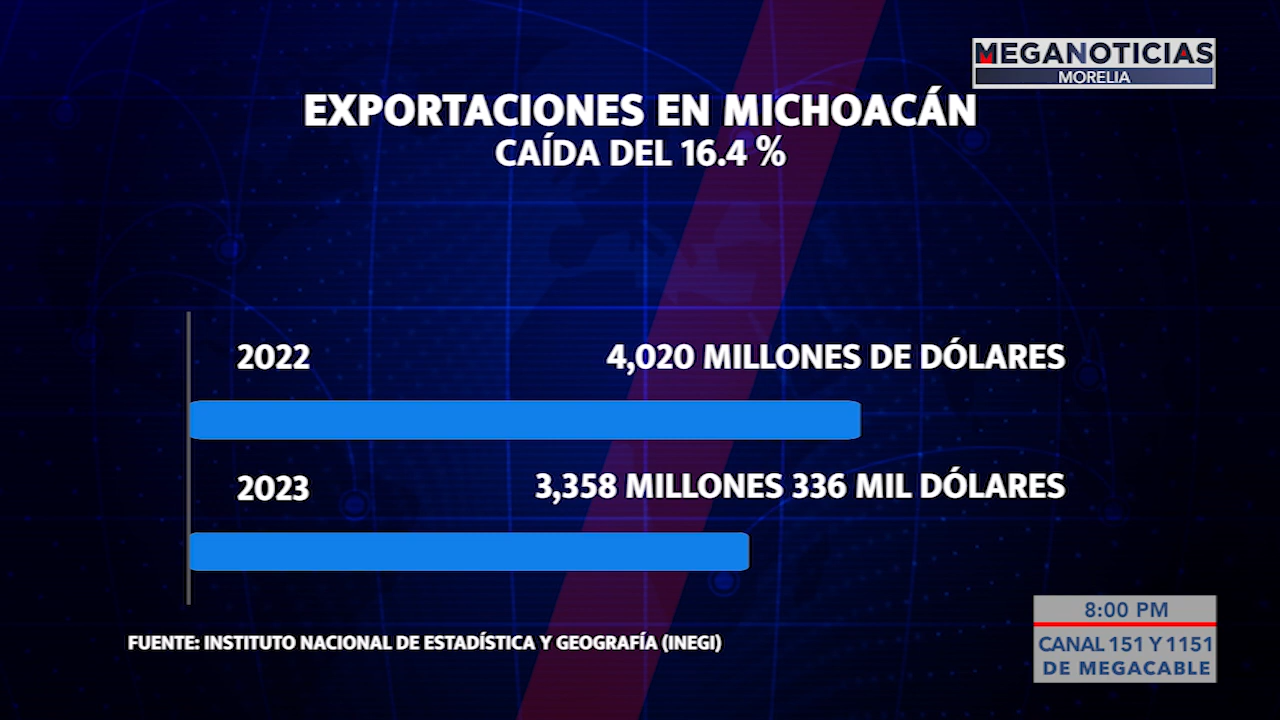 MEGANOTICIAS
MORELIA
EXPORTACIONES EN MICHOACÁN
CAÍDA DEL 16.4 %
2022
4,020 MILLONES DE DÓLARES
2023
3,358 MILLONES 336 MIL DÓLARES
FUENTE: INSTITUTO NACIONAL DE ESTADÍSTICA Y GEOGRAFÍA (INEGI)
8:00 PM
CANAL 151 Y 1151
DE MEGACABLE